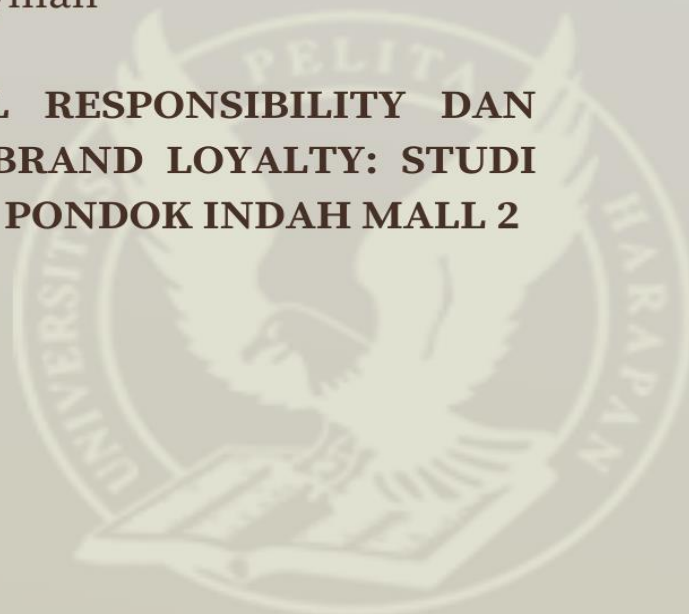 L RESPONSIBILITY DAN
BRAND LOYALTY: STUDI
PONDOK INDAH MALL 2
UNIVERSITAS PELITA HARAPAN